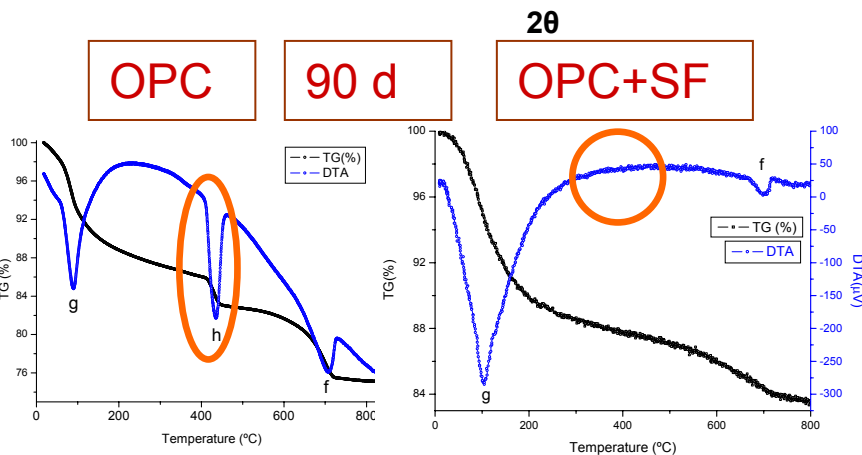 2θ
OPC
90 d
OPC+SF
TG(%)
DTA
100
96
92
88
84
80
76
TG (%)
g
h
f
0
200
400
600
800
Temperature (ºC)
100
96
92
88
84
TG(%)
f
TG (%)
DTA
g
0
200
400
600
800
Temperature (ºC)
100
50
0
-50
-100
-150
-200
-250
-300
DTA(µV)